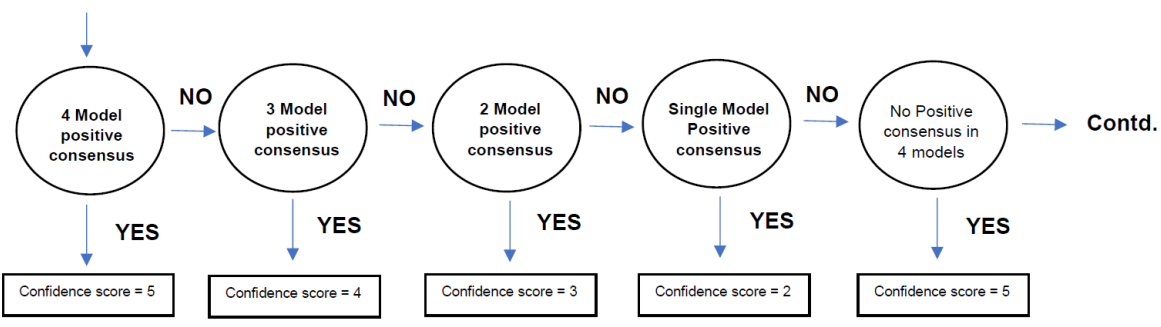 4 Model
positive
consensus
NO
3 Model
positive
consensus
NO
2 Model
positive
consensus
NO
Single Model
Positive
consensus
NO
No Positive
consensus in
4 models
Contd.
YES
YES
YES
YES
YES
Confidence score = 5
Confidence score = 4
Confidence score = 3
Confidence score = 2
Confidence score = 5